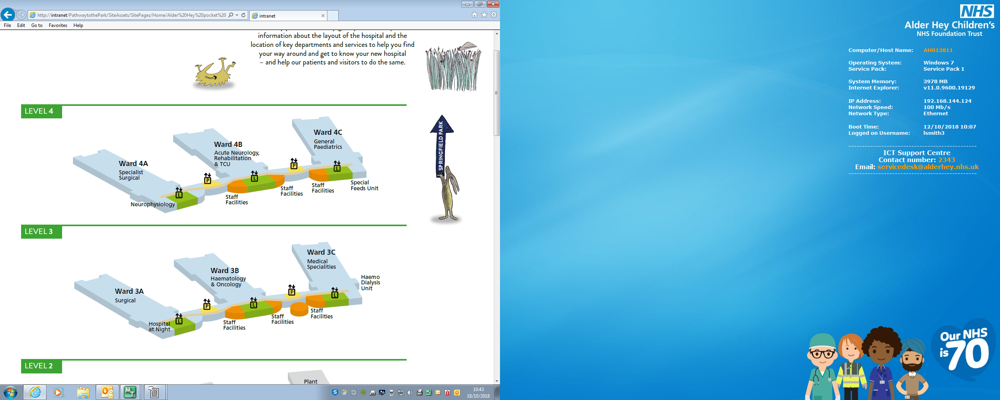 http://intranet/PathwaytothePark/SiteAssets/SitePages/Home/Alder%20Hey%20pocket%20
intranet
File Edit Go to Favorites Help
information about the layout of the hospital and the
location of key departments and services to help you find
your way around and get to know your new hospital
– and help our patients and visitors to do the same.
LEVEL 4
Ward 4A
Specialist
Surgical
Neurophysiology
Ward 4B
Acute Neurology,
Rehabilitation
& TCU
Ward 4C
General
Paediatrics
L
P
L
P
L
Staff
Facilities
Staff
Facilities
Staff
Facilities
Special
Feeds Unit
SPRINGFIELD PARK
LEVEL 3
Ward 3A
Surgical
Hospital
at Night
Ward 3B
Haematology
& Oncology
Ward 3C
Medical
Specialities
Haemo
Dialysis
Unit
L
P
L
P
L
Staff
Facilities
Staff
Facilities
Staff
Facilities
LEVEL 2
Plant
10:43
18/10/2018
NHS
Alder Hey Children's
NHS Foundation Trust
Computer/Host Name: AH013811
Operating System: Windows 7
Service Pack: Service Pack 1
System Memory: 3978 MB
Internet Explorer: v11.0.9600.19129
IP Address: 192.168.144.124
Network Speed: 100 Mb/s
Network Type: Ethernet
Boot Time: 12/10/2018 10:07
Logged on Username: lsmith3
ICT Support Centre
Contact number: 2343
Email: servicedesk@alderhey.nhs.uk
Our NHS
is 70